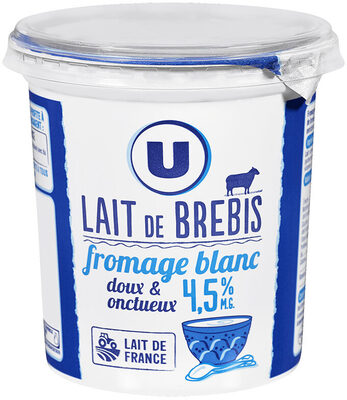 U
LAIT DE BREBIS
fromage blanc
doux & onctueux 4,5% M.G.
LAIT DE FRANCE